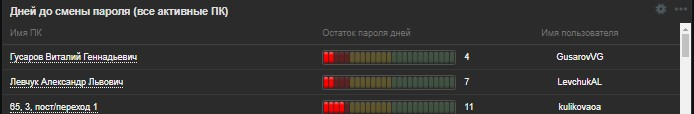 Дней до смены пароля (все активные ПК)
Имя ПК Остаток пароля дней Имя пользователя
Гусаров Виталий Геннадьевич 4 GusarovVG
Левчук Александр Львович 7 LevchukAL
65, 3, пост/переход 1 11 kulikovaoa